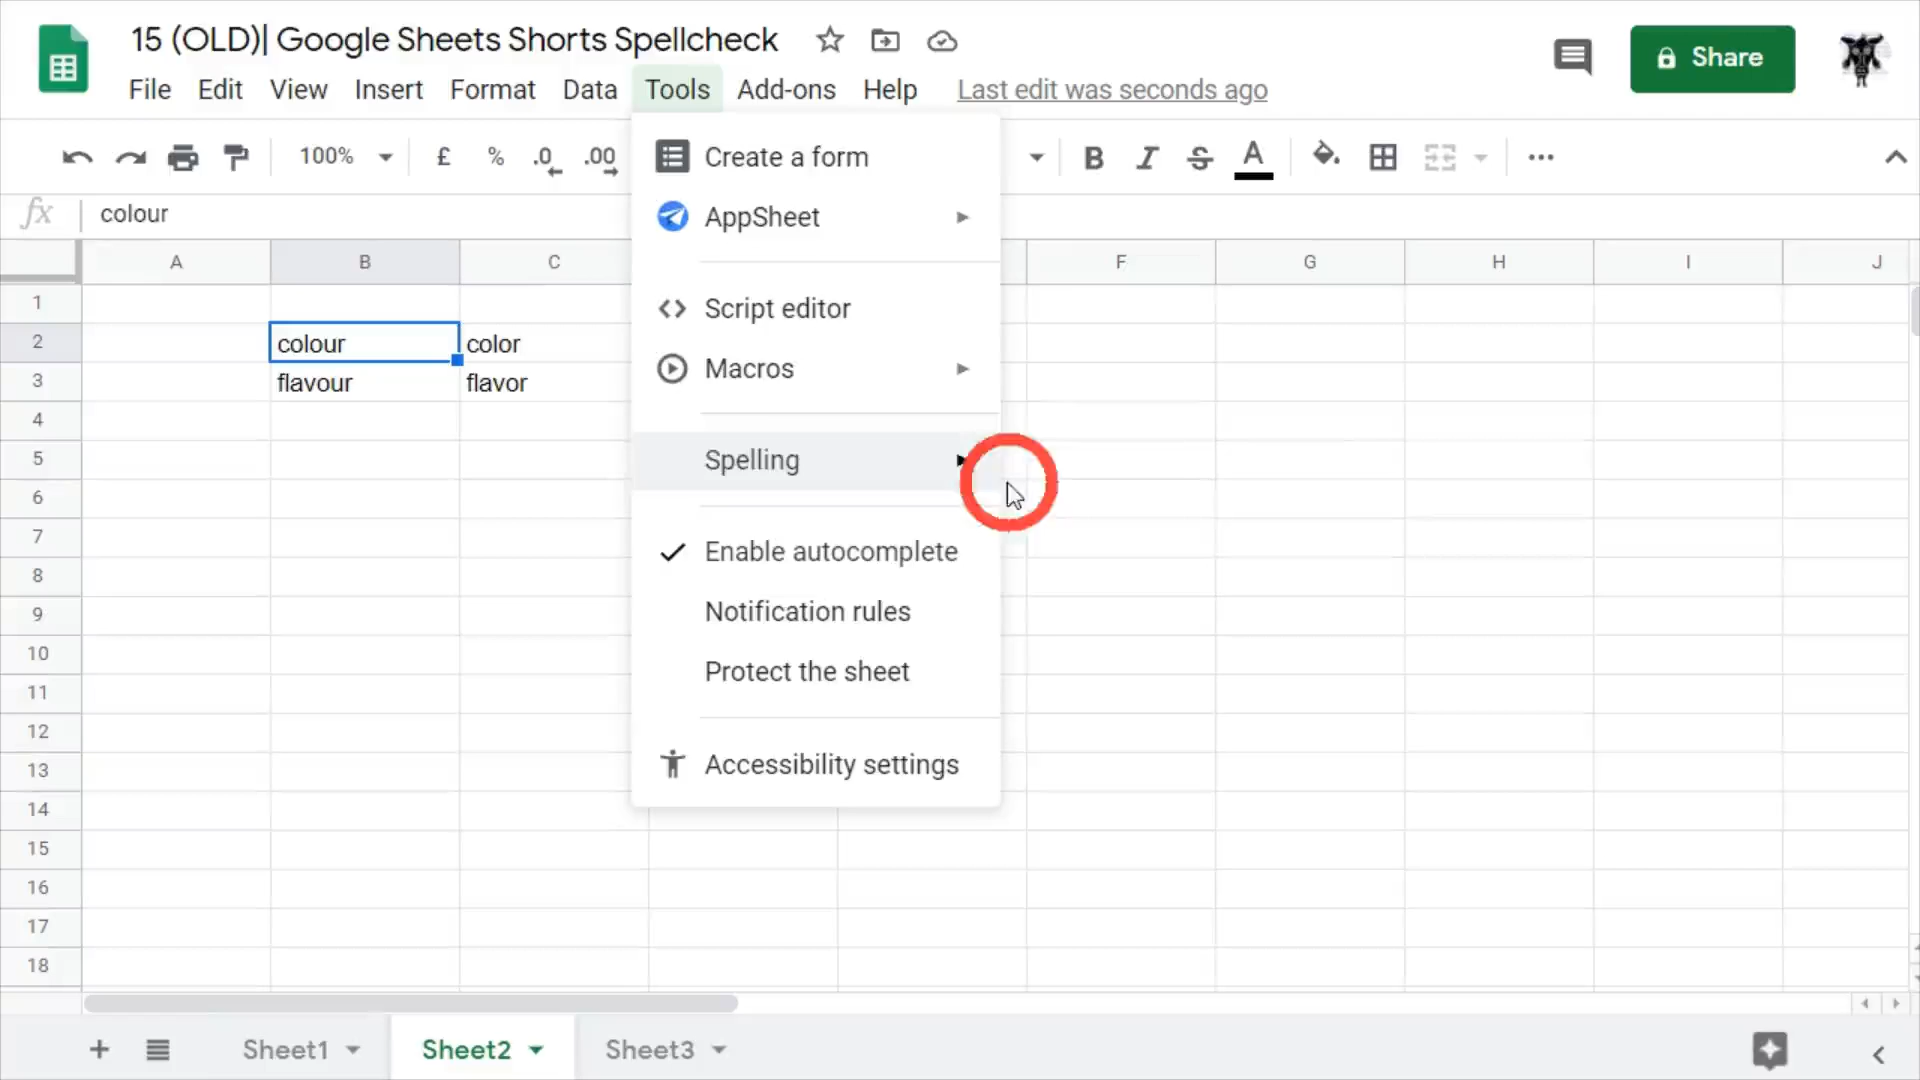 15 (OLD)| Google Sheets Shorts Spellcheck
Share
File Edit View Insert Format Data Tools Add-ons Help Last edit was seconds ago
100% £ % .0 .00 B I S A
fx colour
A B C F G H I J
1
2 colour color
3 flavour flavor
4
5
6
7
8
9
10
11
12
13
14
15
16
17
18
Create a form
AppSheet
Script editor
Macros
Spelling
Enable autocomplete
Notification rules
Protect the sheet
Accessibility settings
Sheet1 Sheet2 Sheet3